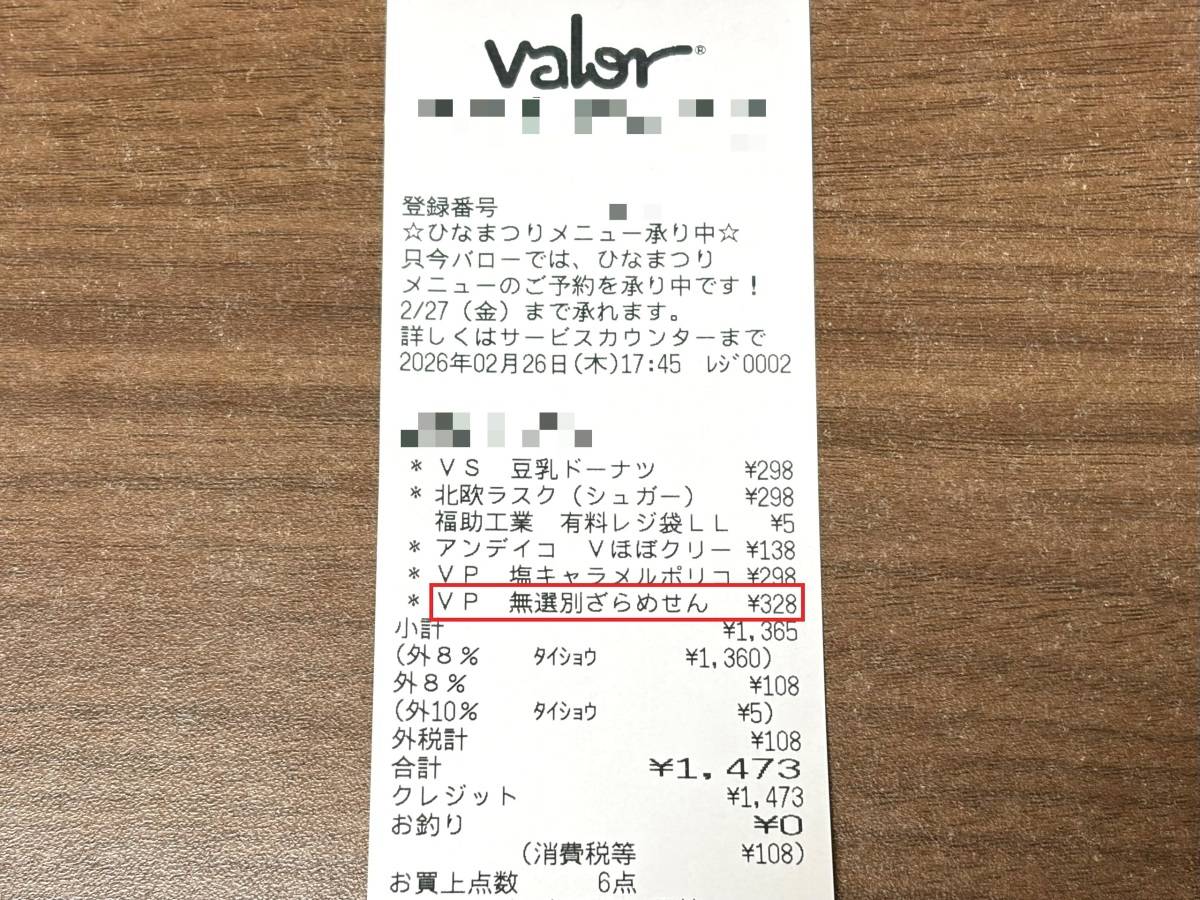 valor®
登録番号
☆ひなまつりメニュー承り中☆
只今バローでは、ひなまつり
メニューのご予約を承り中です！
2/27（金）まで承れます。
詳しくはサービスカウンターまで
2026年02月26日(木)17:45 ﾚｼﾞ0002
* ＶＳ 豆乳ドーナツ ¥298
* 北欧ラスク（シュガー） ¥298
福助工業 有料レジ袋ＬＬ ¥5
* アンデイコ Ｖほぼクリー ¥138
* ＶＰ 塩キャラメルポリコ ¥298
* ＶＰ 無選別ざらめせん ¥328
小計 ¥1,365
(外８％ ﾀｲｼｮｳ ¥1,360)
外８％ ¥108
(外10％ ﾀｲｼｮｳ ¥5)
外税計 ¥108
合計 ¥1,473
クレジット ¥1,473
お釣り ¥0
(消費税等 ¥108)
お買上点数 6点